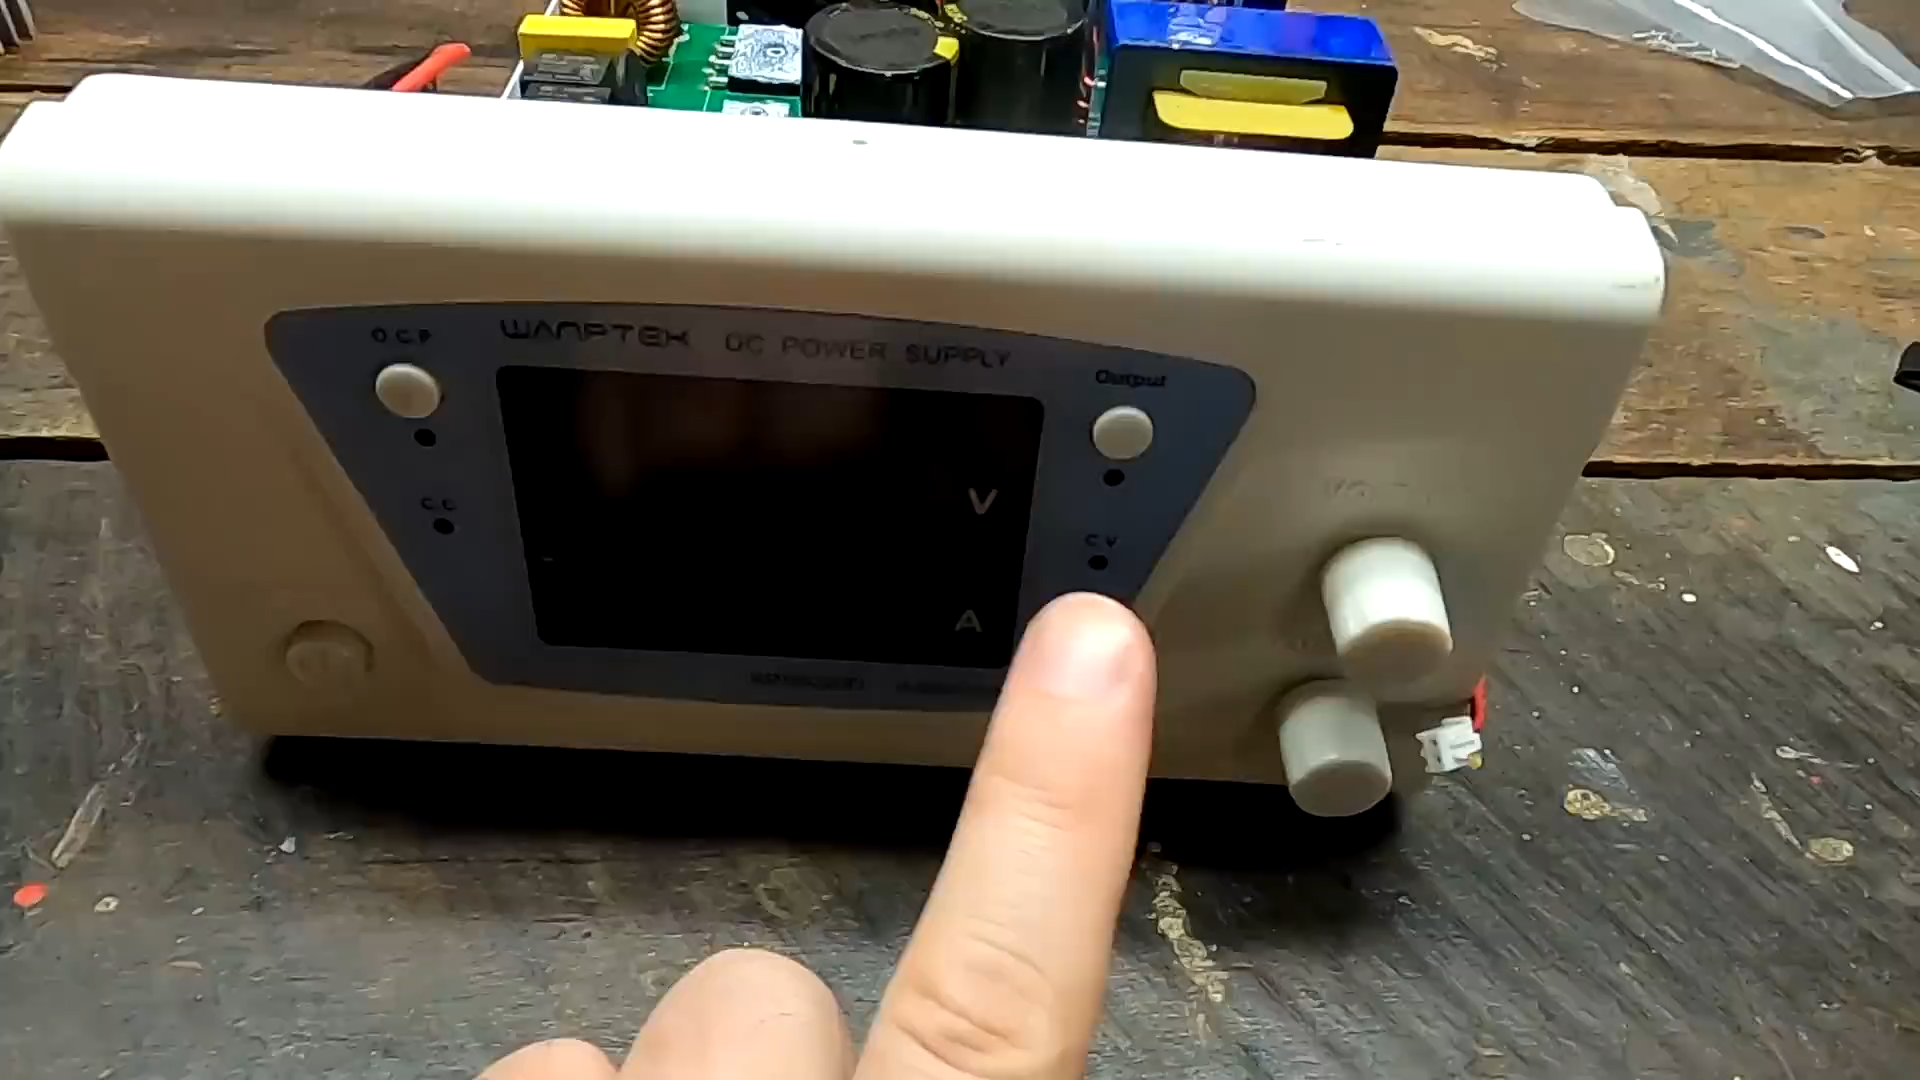 O.C.P
WANPTEK DC POWER SUPPLY
Output
V
C.C
C.V
A